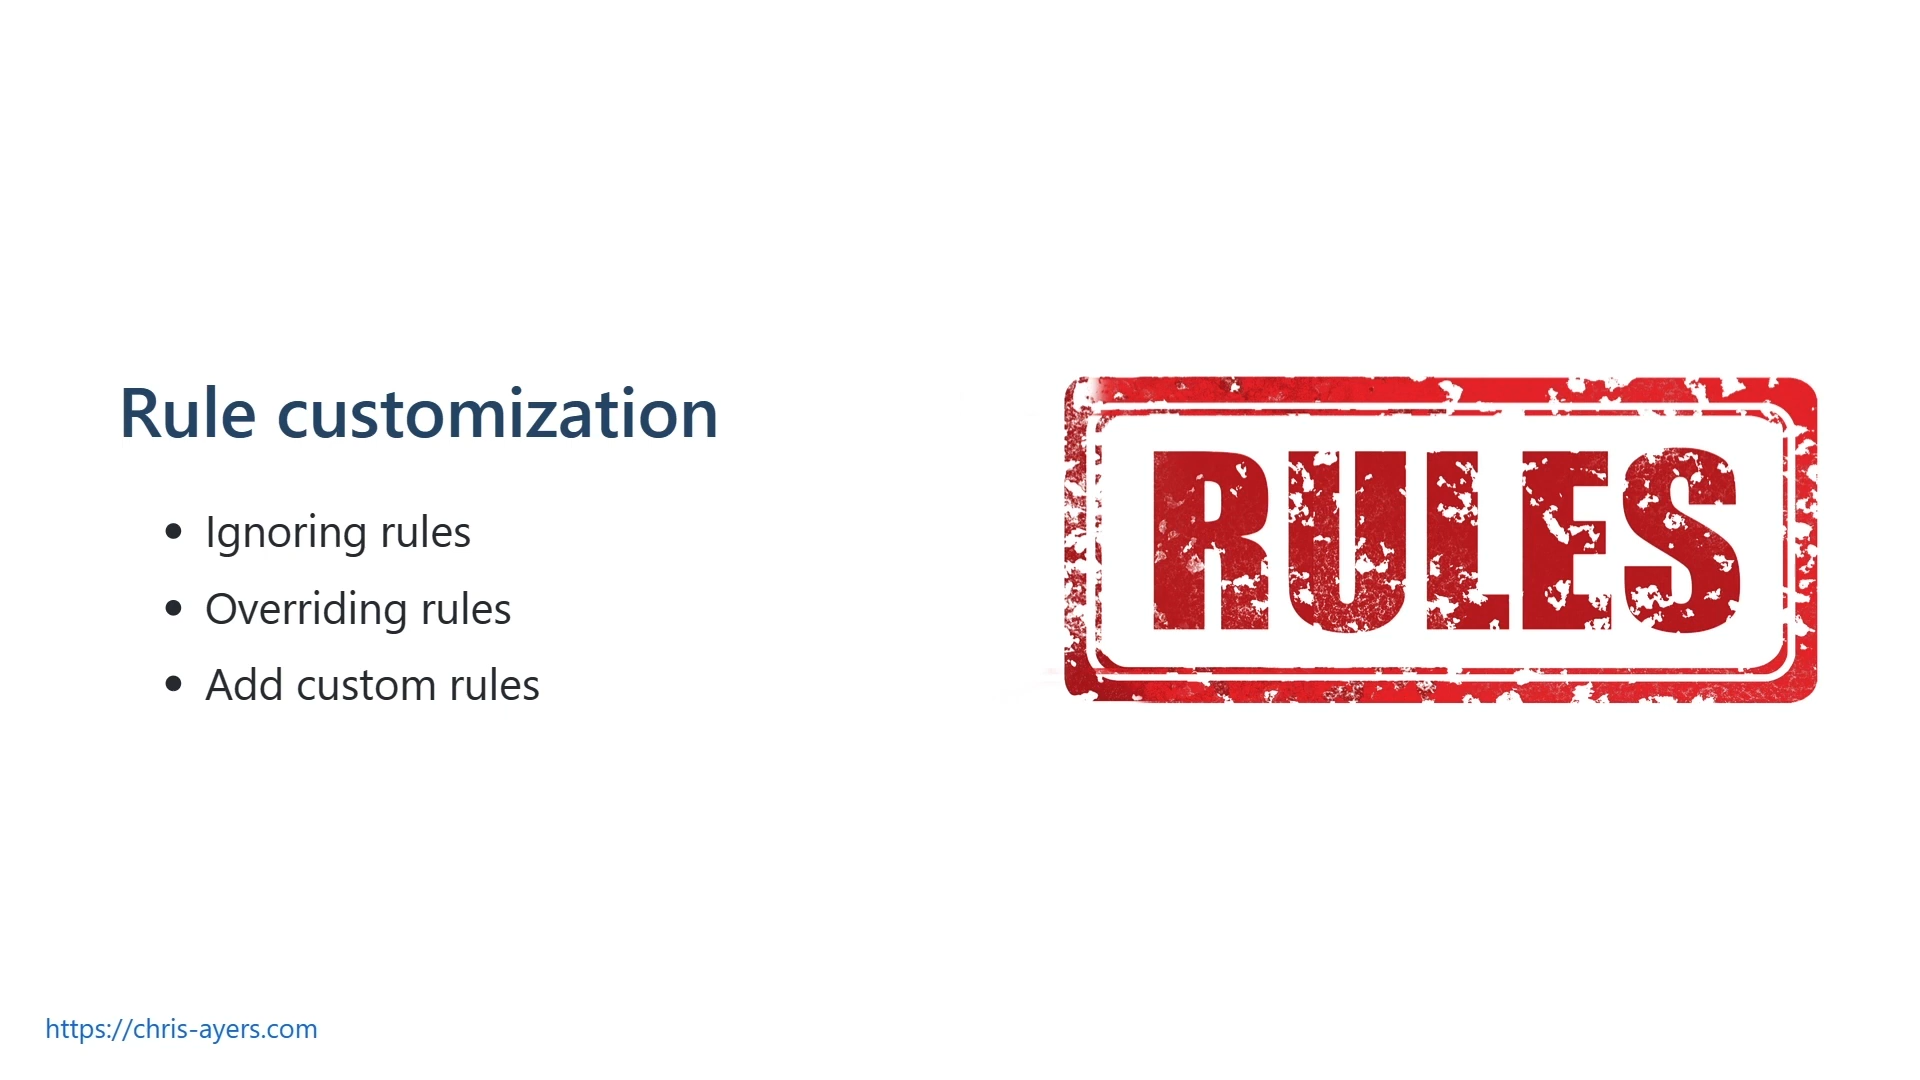 Rule customization
• Ignoring rules
• Overriding rules
• Add custom rules
RULES
https://chris-ayers.com